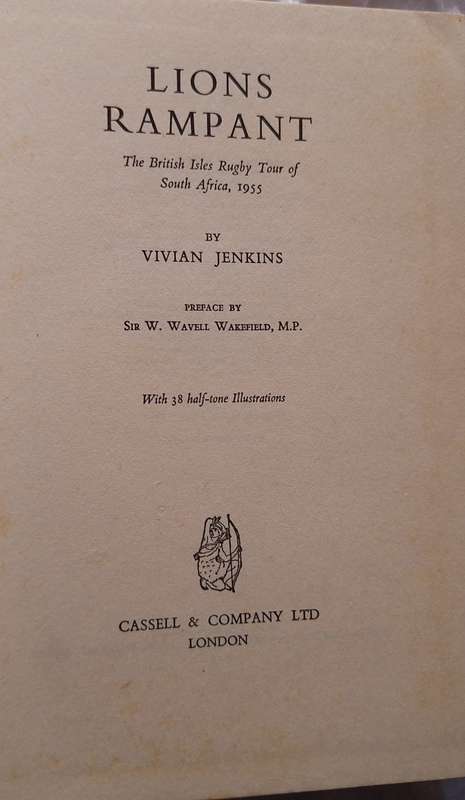 LIONS
RAMPANT
The British Isles Rugby Tour of
South Africa, 1955
BY
VIVIAN JENKINS
PREFACE BY
SIR W. WAVELL WAKEFIELD, M.P.
With 38 half-tone Illustrations
CASSELL & COMPANY LTD
LONDON